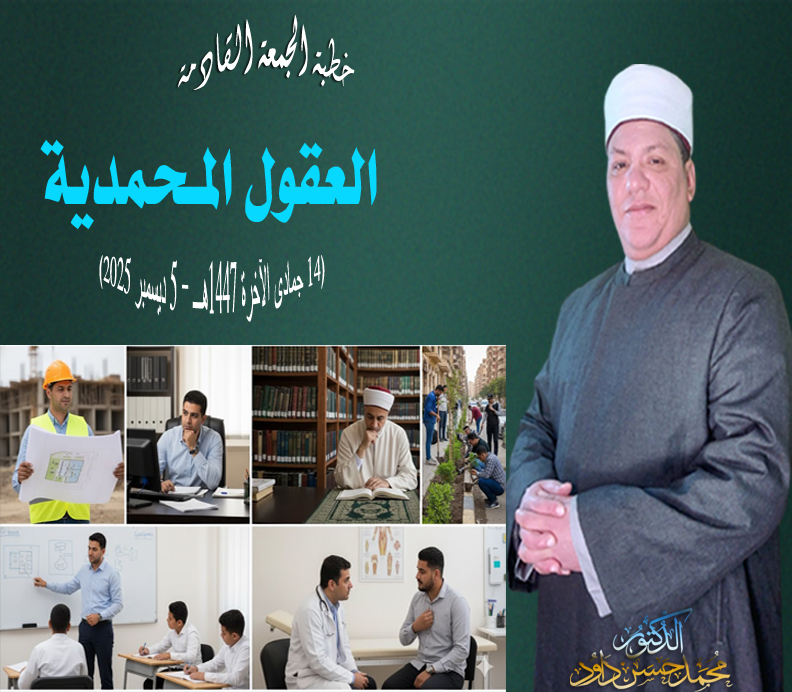 خطبة الجمعة القادمة
العقول المحمدية
(14 جمادى الآخرة 1447هـ - 5 ديسمبر 2025)
الدكتور
محمد حسن داود